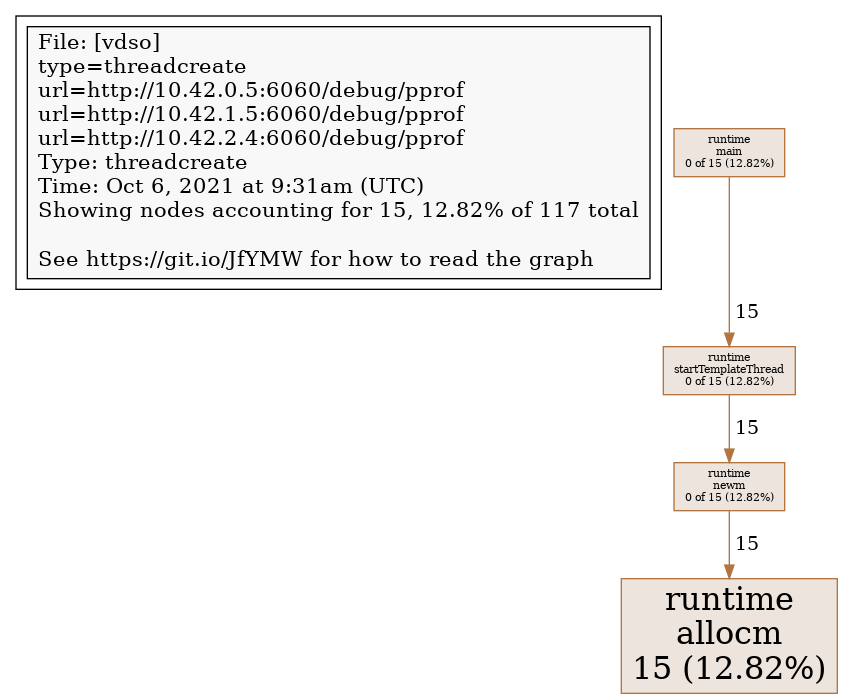 File: [vdso]
type=threadcreate
url=http://10.42.0.5:6060/debug/pprof
url=http://10.42.1.5:6060/debug/pprof
url=http://10.42.2.4:6060/debug/pprof
Type: threadcreate
Time: Oct 6, 2021 at 9:31am (UTC)
Showing nodes accounting for 15, 12.82% of 117 total
See https://git.io/JfYMW for how to read the graph
runtime
main
0 of 15 (12.82%)
15
runtime
startTemplateThread
0 of 15 (12.82%)
15
runtime
newm
0 of 15 (12.82%)
15
runtime
allocm
15 (12.82%)